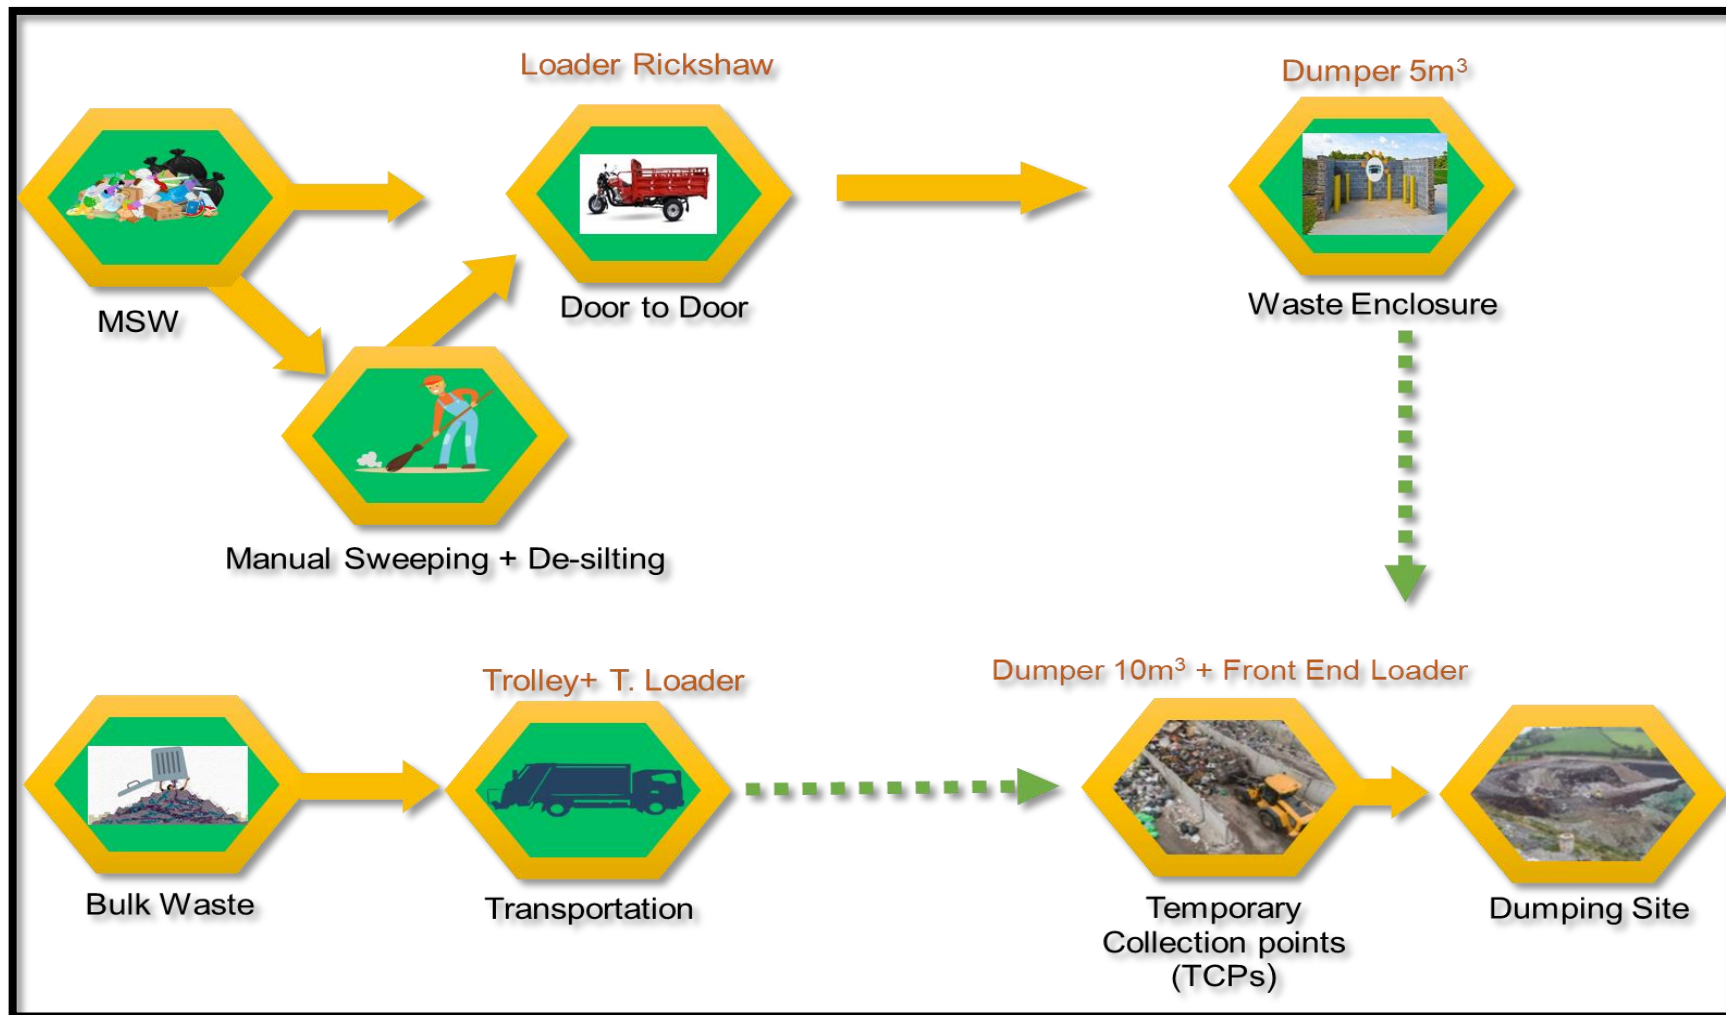 Loader Rickshaw
Dumper 5m³
MSW
Door to Door
Waste Enclosure
Manual Sweeping + De-silting
Trolley+ T. Loader
Dumper 10m³ + Front End Loader
Bulk Waste
Transportation
Temporary
Collection points
(TCPs)
Dumping Site